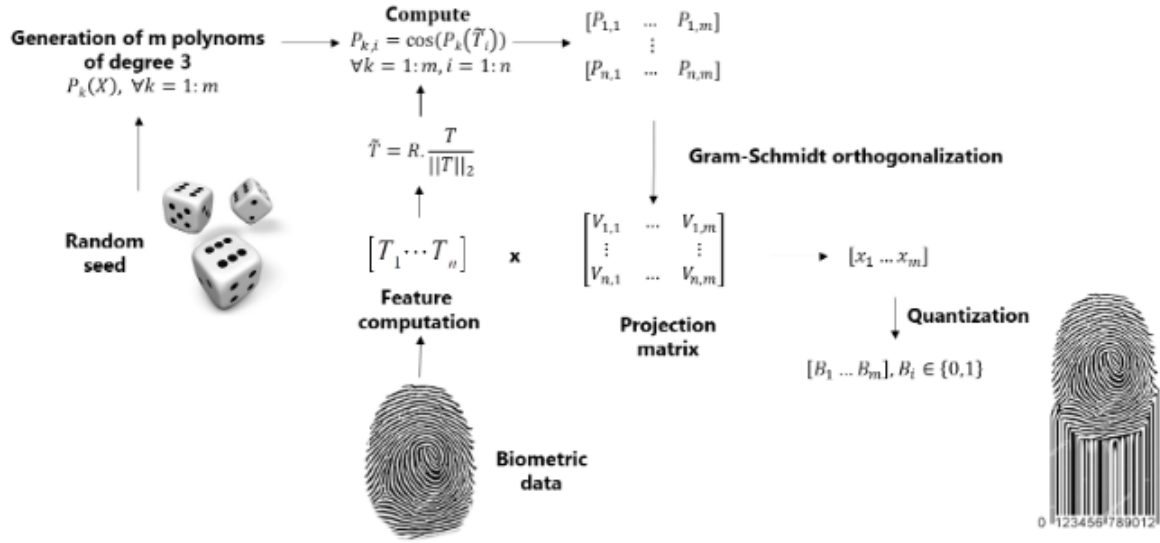 Generation of m polynoms
of degree 3
P_k(X), ∀k = 1: m
Random
seed
Compute
P_{k,i} = cos(P_k(T̃_i))
∀k = 1: m, i = 1: n
T̃ = R. T / ||T||_2
[T_1 ⋯ T_n]
Feature
computation
Biometric
data
x
[P_{1,1} ... P_{1,m}]
⋮
[P_{n,1} ... P_{n,m}]
Gram-Schmidt orthogonalization
[V_{1,1} ... V_{1,m}
⋮ ⋮
V_{n,1} ... V_{n,m}]
Projection
matrix
[x_1 ... x_m]
Quantization
[B_1 ... B_m], B_i ∈ {0,1}
0 123456 789012